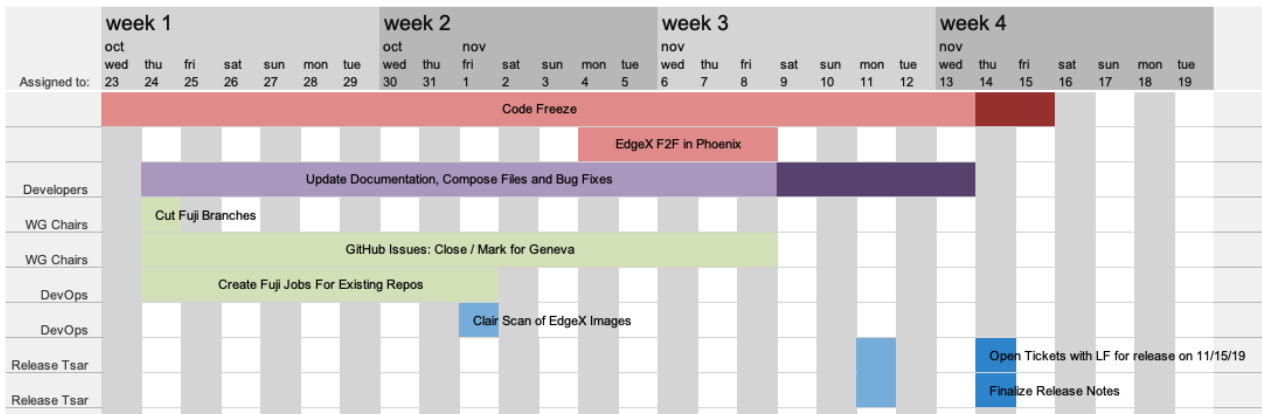 week 1 week 2 week 3 week 4
oct oct nov nov nov
wed thu fri sat sun mon tue wed thu fri sat sun mon tue wed thu fri sat sun mon tue wed thu fri sat sun mon tue
Assigned to: 23 24 25 26 27 28 29 30 31 1 2 3 4 5 6 7 8 9 10 11 12 13 14 15 16 17 18 19
Code Freeze
EdgeX F2F in Phoenix
Developers Update Documentation, Compose Files and Bug Fixes
WG Chairs Cut Fuji Branches
WG Chairs GitHub Issues: Close / Mark for Geneva
DevOps Create Fuji Jobs For Existing Repos
DevOps Clair Scan of EdgeX Images
Release Tsar Open Tickets with LF for release on 11/15/19
Release Tsar Finalize Release Notes